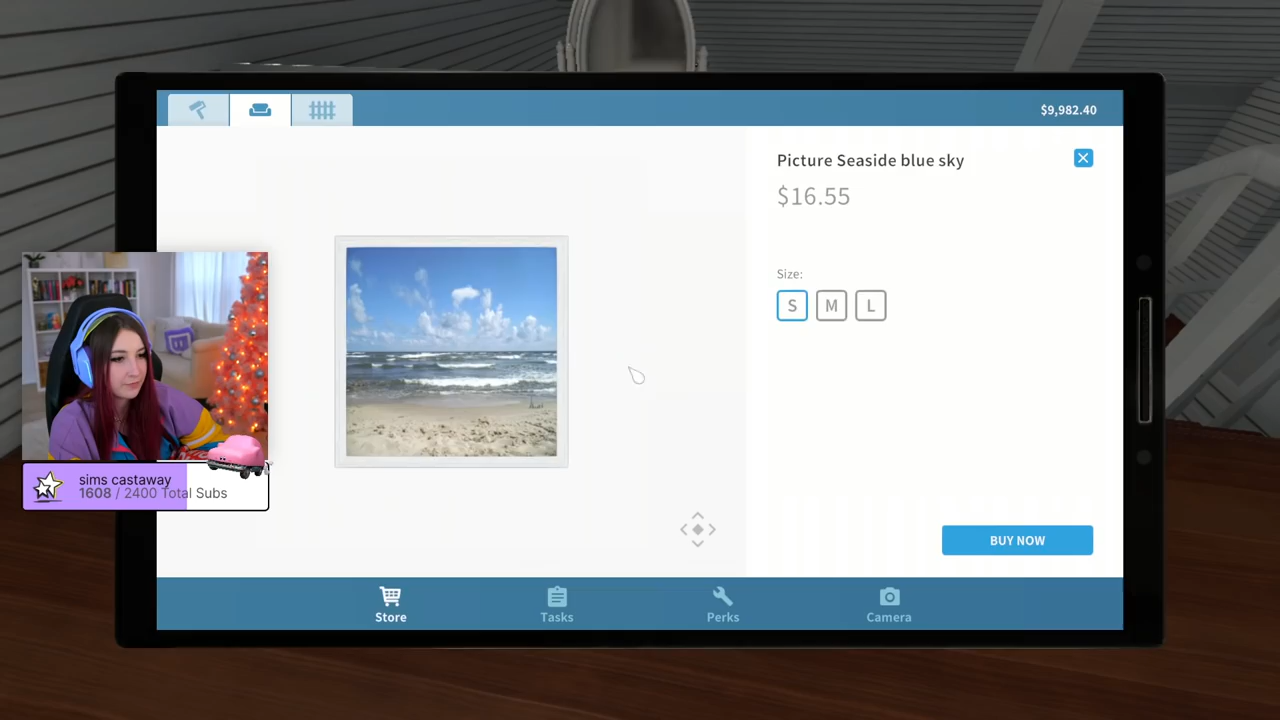 $9,982.40
Picture Seaside blue sky
$16.55
Size:
S M L
BUY NOW
sims castaway
1608 / 2400 Total Subs
Store Tasks Perks Camera